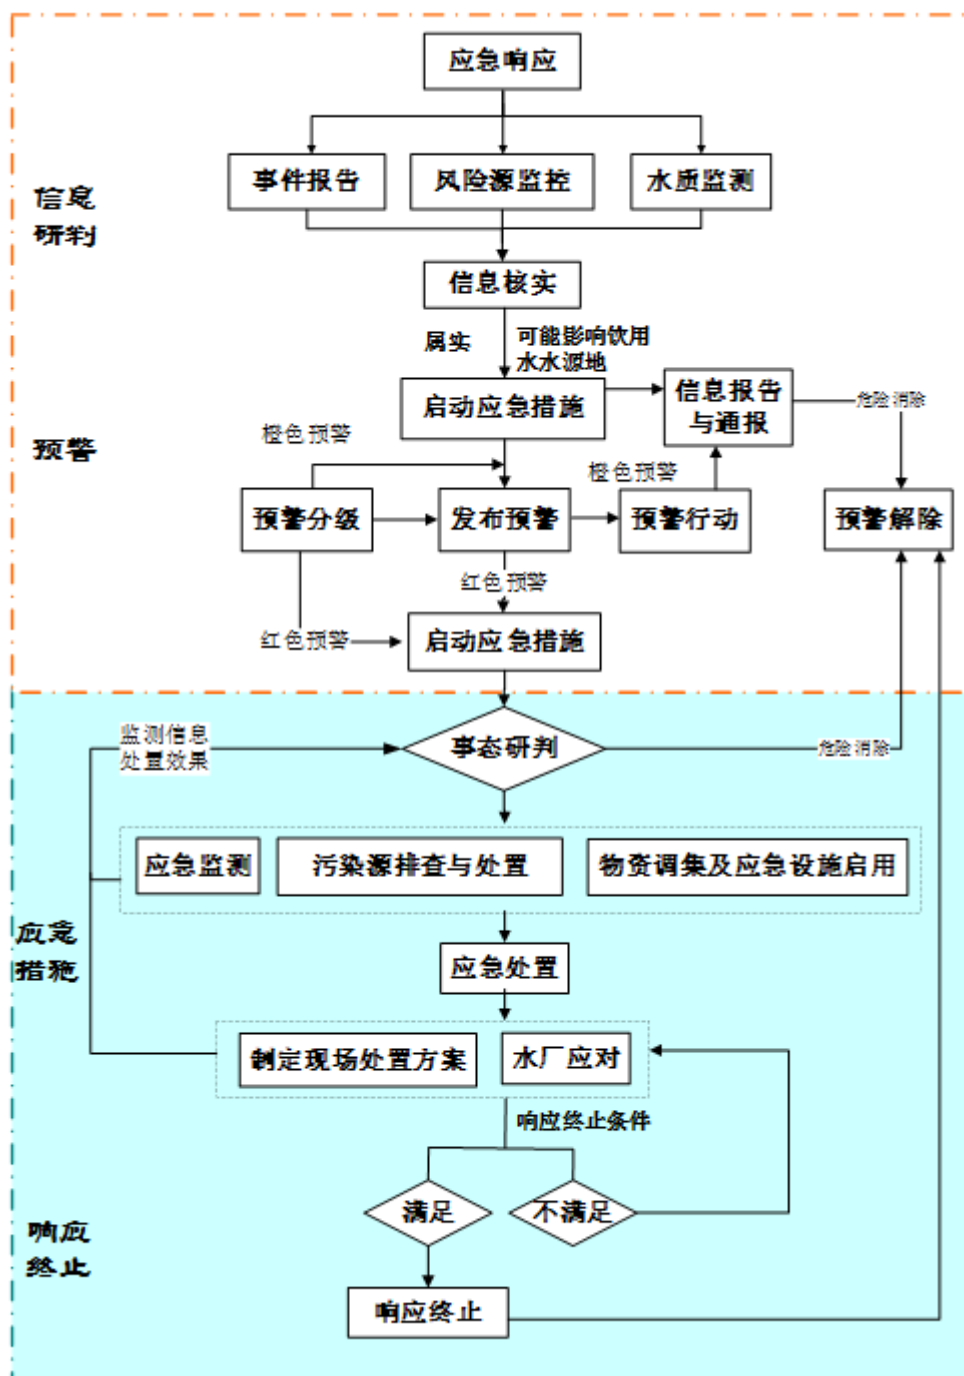 应急响应
事件报告
风险源监控
水质监测
信息
研判
信息核实
属实
可能影响饮用
水水源地
启动应急措施
信息报告
与通报
危险消除
橙色预警
预警
橙色预警
预警分级
发布预警
预警行动
预警解除
红色预警
红色预警
启动应急措施
监测信息
处置效果
事态研判
危险消除
应急监测
污染源排查与处置
物资调集及应急设施启用
应急
措施
应急处置
制定现场处置方案
水厂应对
响应终止条件
满足
不满足
响应
终止
响应终止